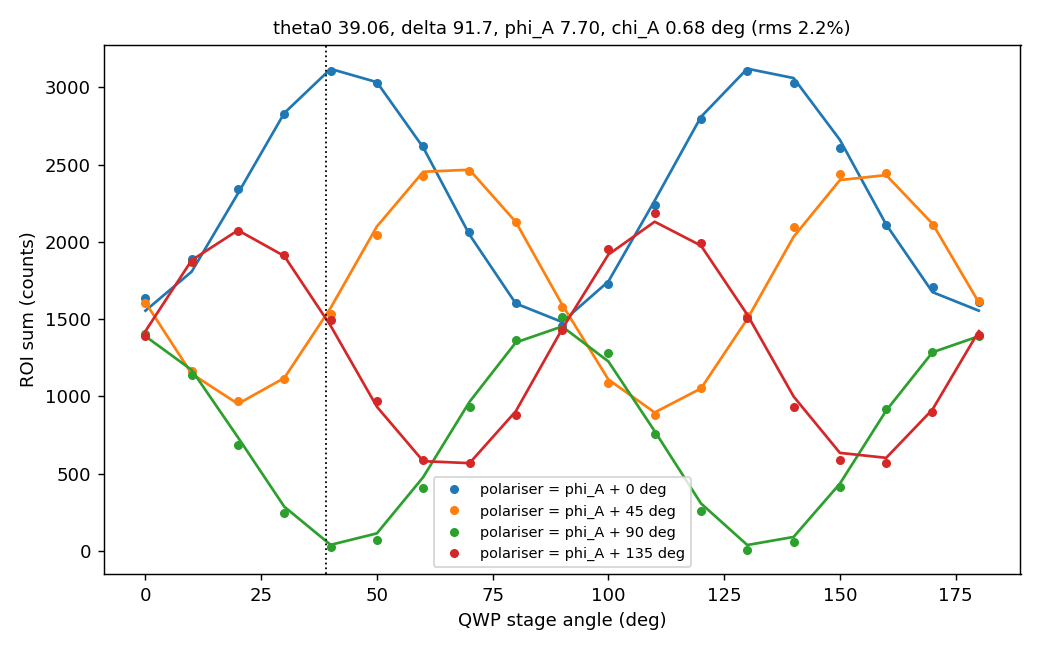 theta0 39.06, delta 91.7, phi_A 7.70, chi_A 0.68 deg (rms 2.2%)
ROI sum (counts)
3000
2500
2000
1500
1000
500
0
polariser = phi_A + 0 deg
polariser = phi_A + 45 deg
polariser = phi_A + 90 deg
polariser = phi_A + 135 deg
0 25 50 75 100 125 150 175
QWP stage angle (deg)